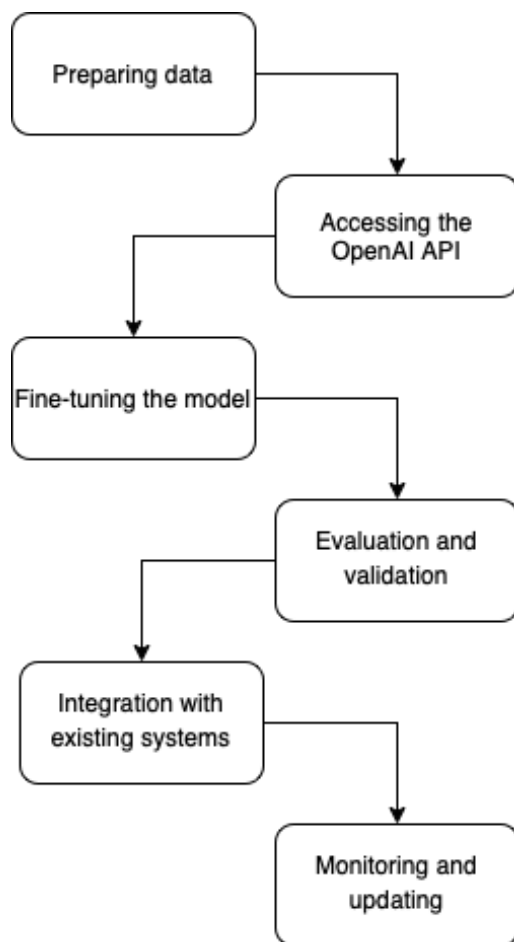 Preparing data
Accessing the
OpenAI API
Fine-tuning the model
Evaluation and
validation
Integration with
existing systems
Monitoring and
updating